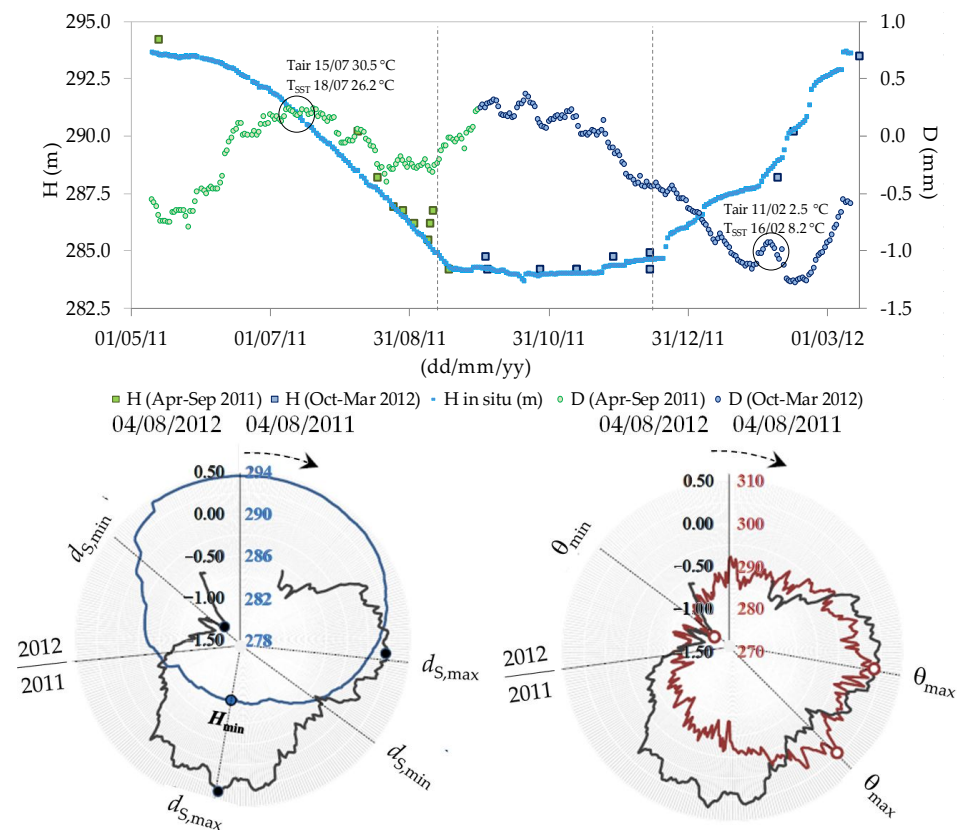 295.0
292.5
290.0
287.5
285.0
282.5
H (m)
1.0
0.5
0.0
-0.5
-1.0
-1.5
D (mm)
Tair 15/07 30.5 °C
TSST 18/07 26.2 °C
Tair 11/02 2.5 °C
TSST 16/02 8.2 °C
01/05/11 01/07/11 31/08/11 31/10/11 31/12/11 01/03/12
(dd/mm/yy)
H (Apr-Sep 2011) H (Oct-Mar 2012) H in situ (m) D (Apr-Sep 2011) D (Oct-Mar 2012)
04/08/2012 04/08/2011
0.50 294
0.00 290
−0.50 286
−1.00 282
−1.50 278
dS,min
2012
2011
Hmin
dS,max
dS,min
dS,max
04/08/2012 04/08/2011
0.50 310
0.00 300
−0.50 290
−1.00 280
−1.50 270
θmin
2012
2011
θmax
θmax